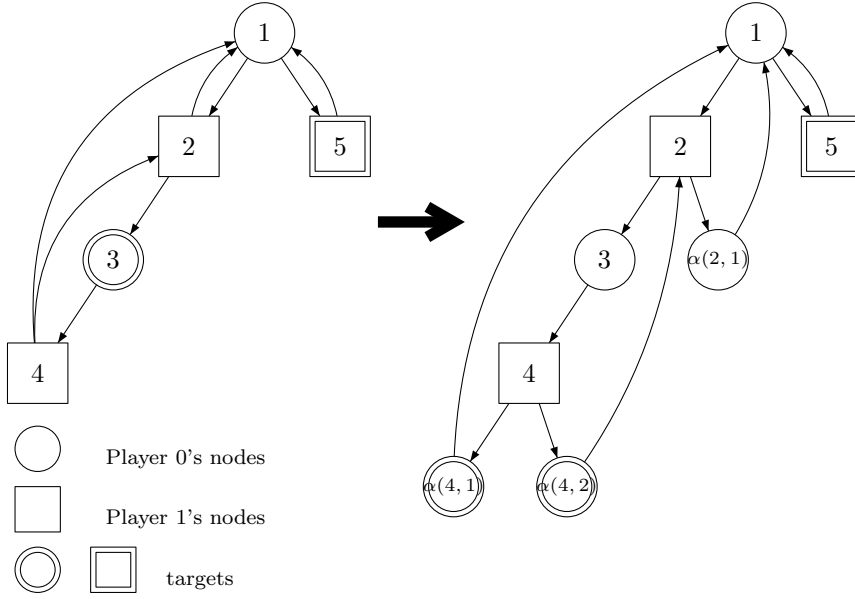 1
1
2
5
2
5
3
3
α(2, 1)
4
4
Player 0's nodes
α(4, 1)
α(4, 2)
Player 1's nodes
targets